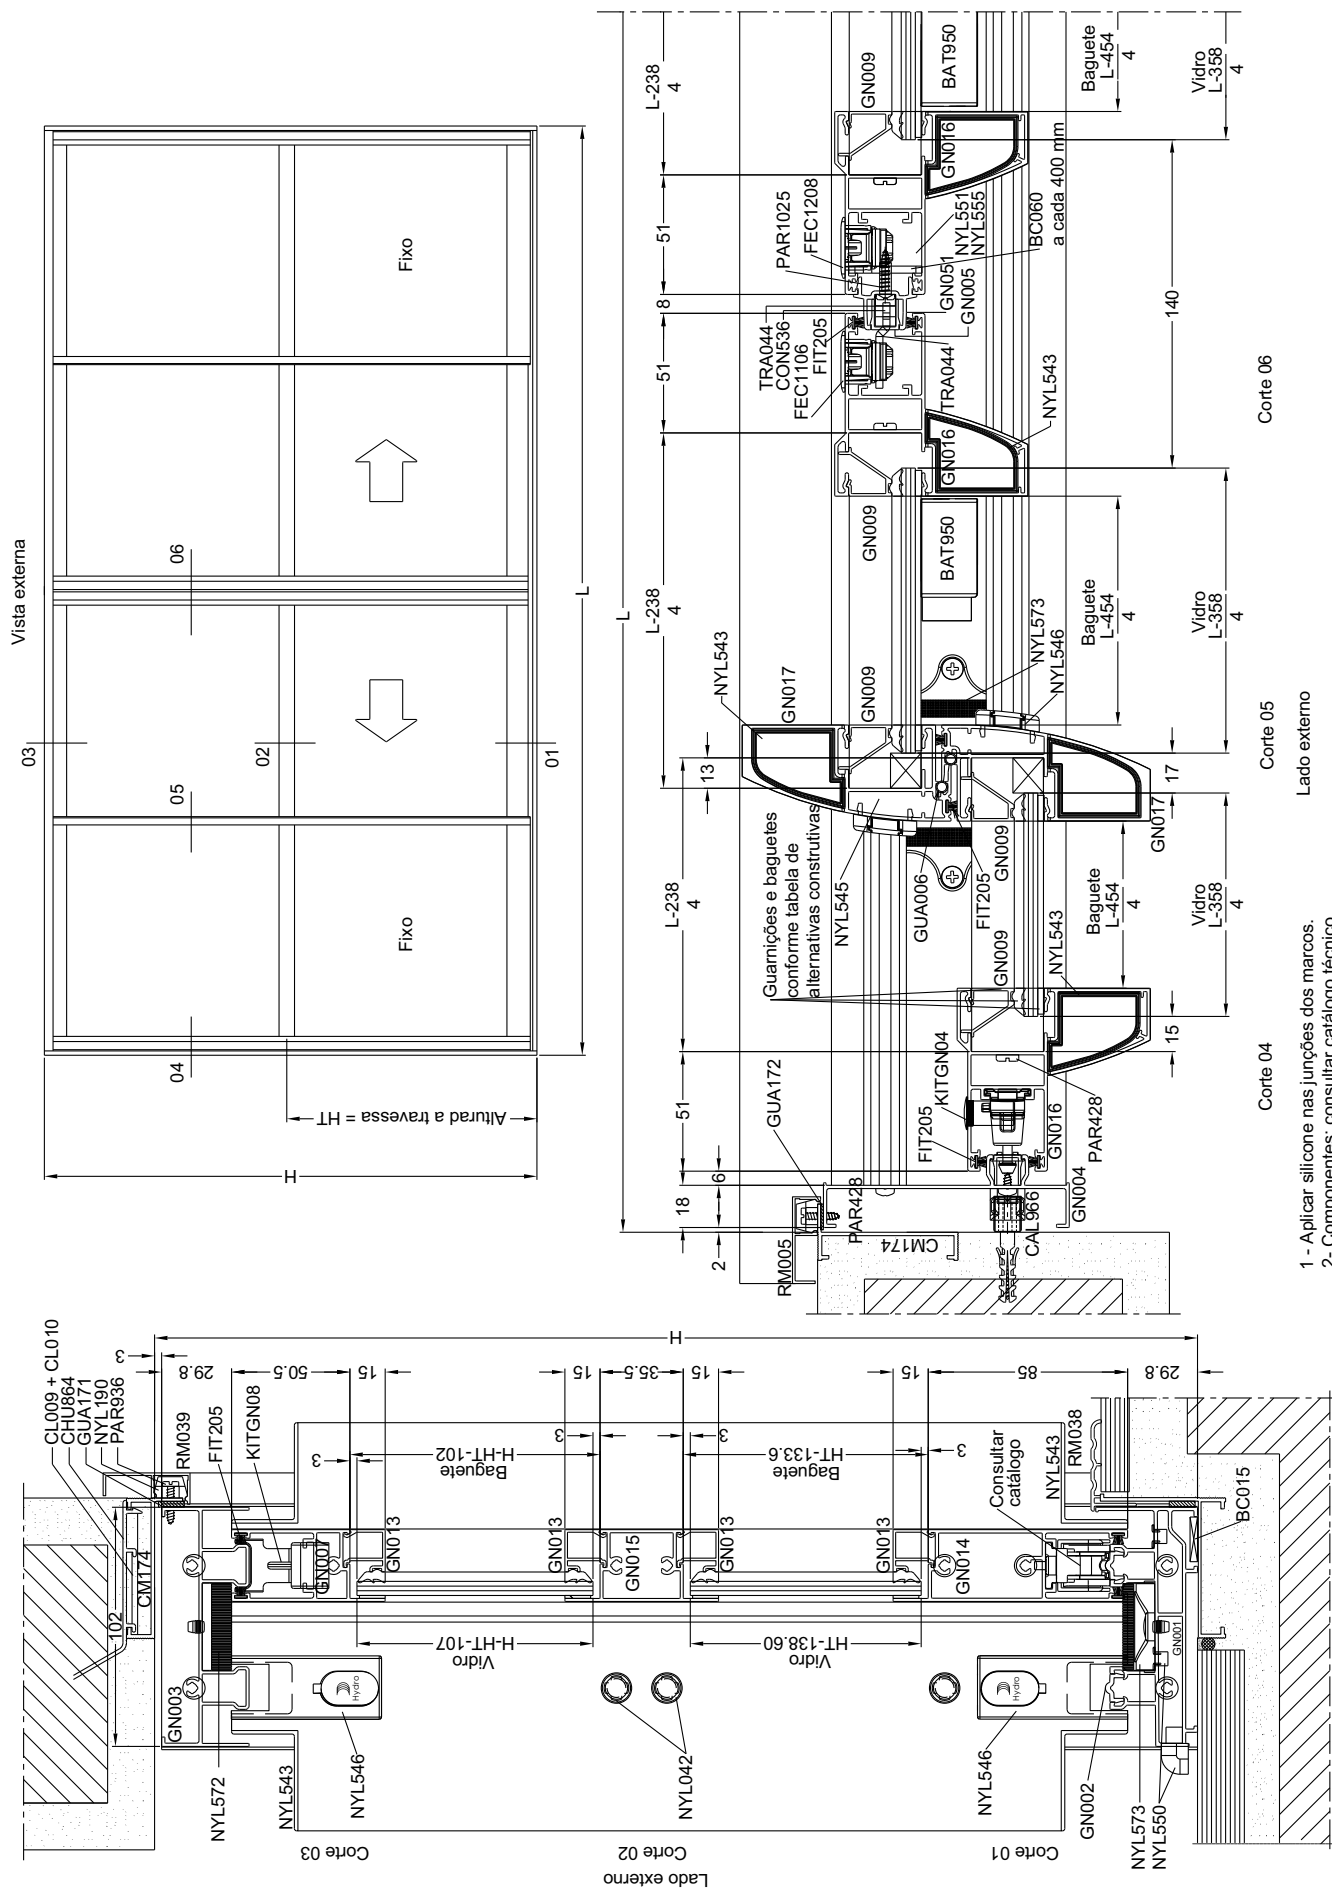 Vista externa
03
02
01
04
05
06
Fixo
Fixo
H
Alturad a travessa = HT
L
L
L-238
4
51
8
51
L-238
4
L-238
4
51
6
18
2
13
GN009
BAT950
Baguete
L-454
4
Vidro
L-358
4
GN016
PAR1025
FEC1208
NYL551
NYL555
BC060
a cada 400 mm
140
TRA044
CON536
FEC1106
FIT205
GN051
GN005
TRA044
NYL543
GN016
GN009
BAT950
Baguete
L-454
4
Vidro
L-358
4
NYL573
NYL546
NYL543
GN017
GN009
17
GN017
Guarnições e baguetes
conforme tabela de
alternativas construtivas
NYL545
GUA006
FIT205
GN009
GN009
NYL543
Baguete
L-454
4
Vidro
L-358
4
15
GUA172
FIT205
KITGN04
GN016
PAR428
GN004
CAL966
PAR428
CM174
RM005
Corte 04
Corte 05
Corte 06
Lado externo
1 - Aplicar silicone nas junções dos marcos.
2- Componentes: consultar catálogo técnico
CL009 + CL010
CHU864
GUA171
NYL190
PAR936
3
RM039
FIT205
KITGN08
29.8
50.5
15
15
35.5
15
15
85
29.8
H
102
CM174
GN003
GN007
GN013
GN013
GN015
GN013
GN013
GN014
3
3
3
3
H-HT-102
Baguete
HT-133.6
Baguete
Vidro
H-HT-107
Vidro
HT-138.60
Consultar
catálogo
NYL543
RM038
BC015
GN001
Hydro
Hydro
NYL572
NYL543
NYL546
NYL042
NYL546
GN002
NYL573
NYL550
Corte 03
Corte 02
Corte 01
Lado externo